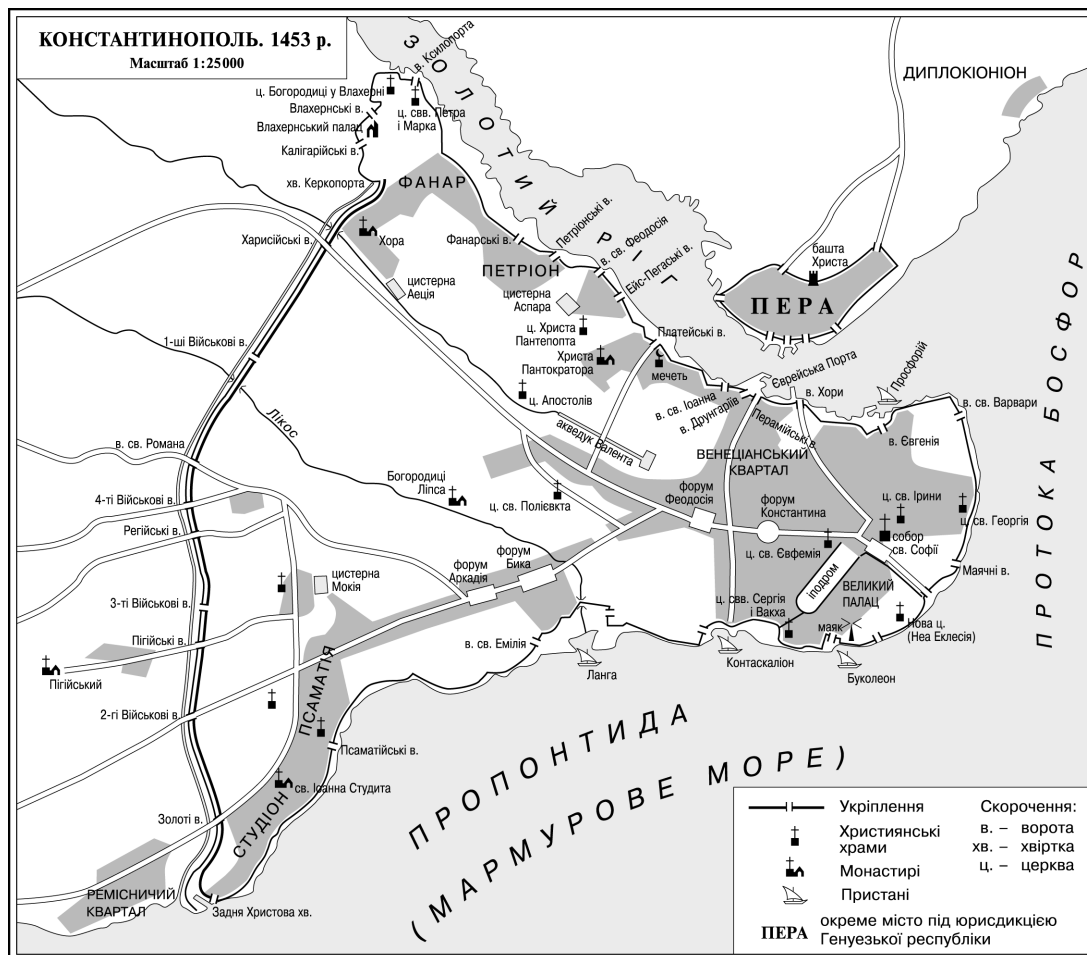 КОНСТАНТИНОПОЛЬ. 1453 р.
Масштаб 1:25000
ЗОЛОТИЙ РІГ
в. Ксилопорта
ДИПЛОКІОНІОН
ц. Богородиці у Влахерні
Влахернські в.
ц. свв. Петра
і Марка
Влахернський палац
Калігарійські в.
хв. Керкопорта
ФАНАР
Харисійські в.
Хора
Фанарські в.
Петріонські в.
в. св. Феодосія
Ейс-Пегаські в.
ПЕТРІОН
башта
Христа
ПЕРА
цистерна
Аеція
цистерна
Аспара
ц. Христа
Пантепопта
Платейські в.
1-ші Військові в.
Христа
Пантократора
мечеть
Єврейська Порта
в. Хори
Просфорій
ц. Апостолів
в. св. Іоанна
в. Друнгаріїв
Перамійські в.
в. св. Варвари
Лікос
акведук Валента
в. Євгенія
в. св. Романа
ВЕНЕЦІАНСЬКИЙ
КВАРТАЛ
Богородиці
Ліпса
4-ті Військові в.
ц. св. Полієвкта
форум
Феодосія
форум
Константина
ц. св. Ірини
ц. св. Георгія
Регійські в.
собор
св. Софії
ц. св. Євфемія
форум
Бика
форум
Аркадія
Маячні в.
цистерна
Мокія
іподром
ВЕЛИКИЙ
ПАЛАЦ
3-ті Військові в.
ц. свв. Сергія
і Вакха
маяк
Нова ц.
(Неа Еклесія)
Пігійські в.
в. св. Емілія
Пігійський
Ланга
Контаскаліон
Буколеон
ПРОТОКА БОСФОР
2-гі Військові в.
ПСАМАТІЯ
Псаматійські в.
св. Іоанна Студита
СТУДІОН
Золоті в.
ПРОПОНТИДА
(МАРМУРОВЕ МОРЕ)
РЕМІСНИЧИЙ
КВАРТАЛ
Задня Христова хв.
Укріплення
Християнські
храми
Монастирі
Пристані
Скорочення:
в. – ворота
хв. – хвіртка
ц. – церква
ПЕРА окреме місто під юрисдикцією
Генуезької республіки